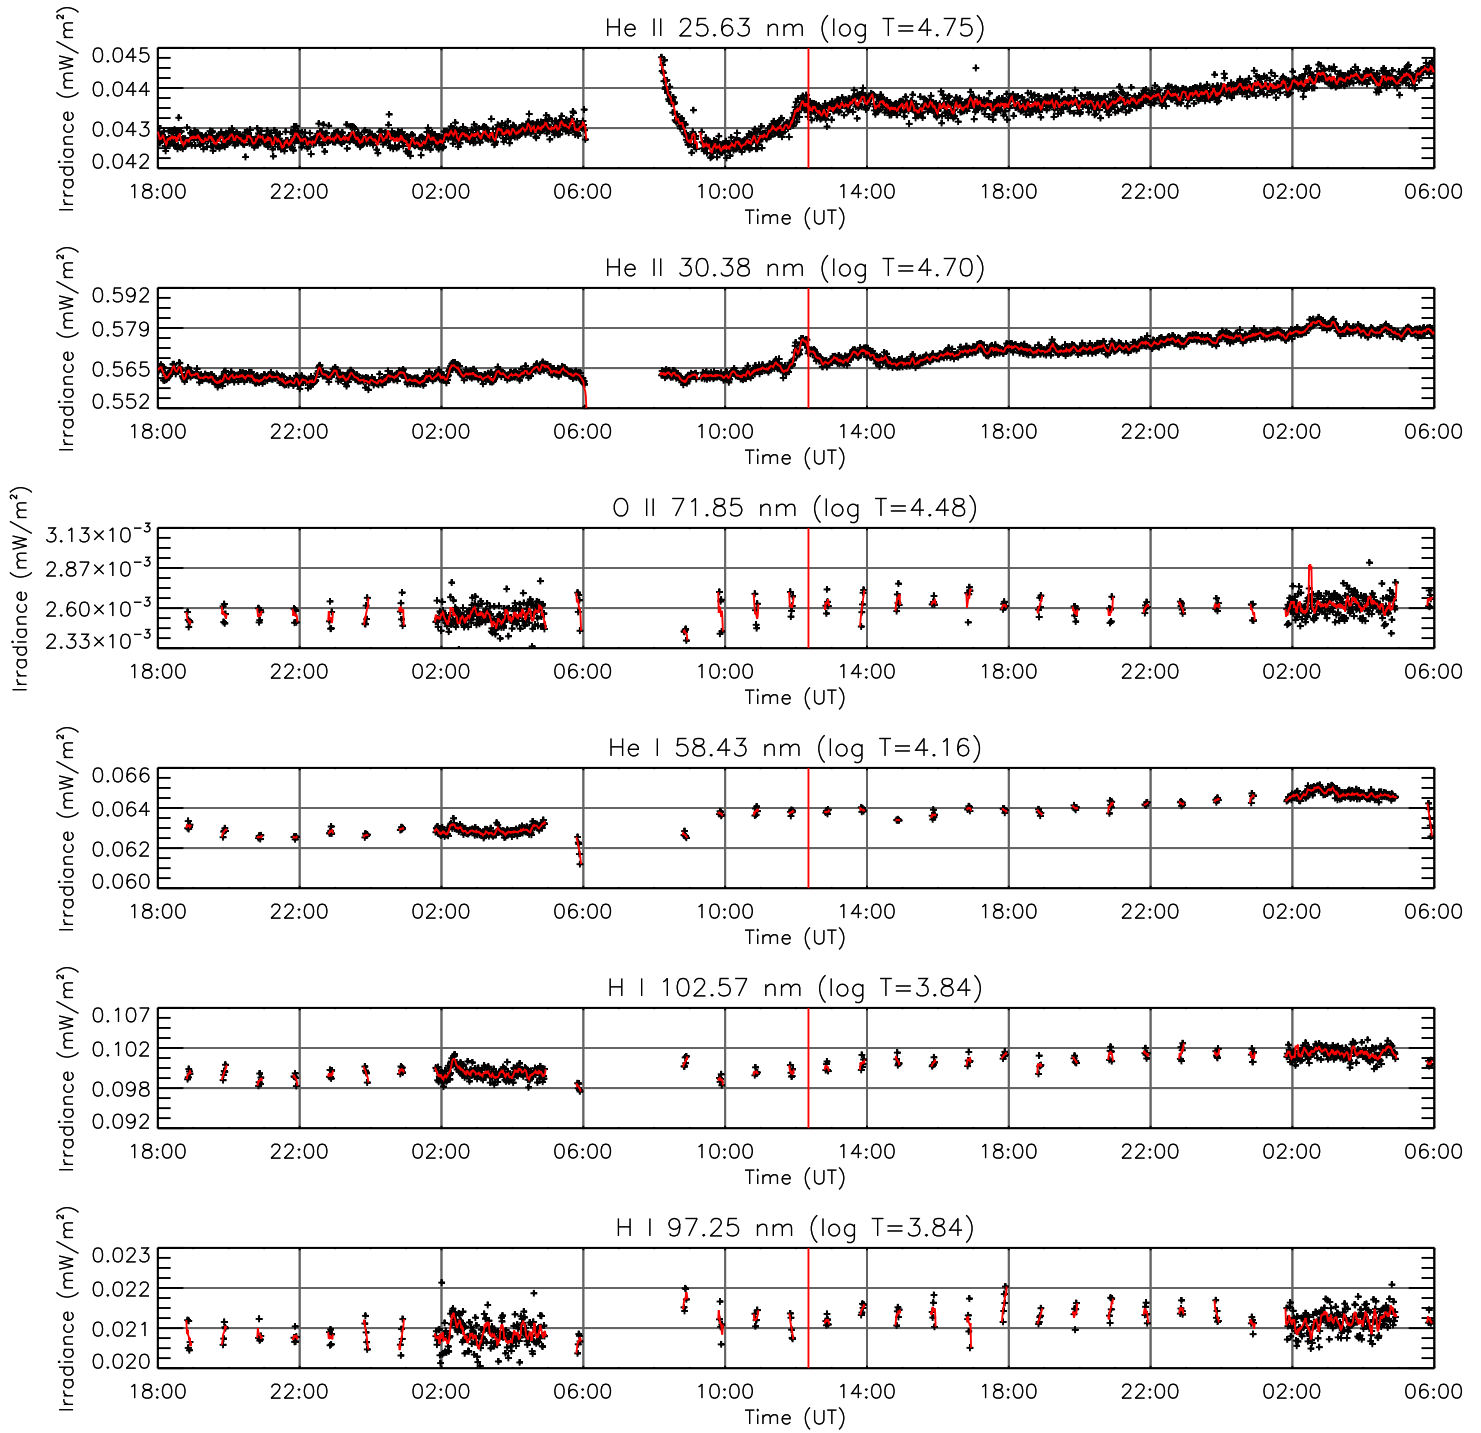 He II 25.63 nm (log T=4.75)
Irradiance (mW/m²)
0.045
0.044
0.043
0.042
18:00 22:00 02:00 06:00 10:00 14:00 18:00 22:00 02:00 06:00
Time (UT)
He II 30.38 nm (log T=4.70)
Irradiance (mW/m²)
0.592
0.579
0.565
0.552
18:00 22:00 02:00 06:00 10:00 14:00 18:00 22:00 02:00 06:00
Time (UT)
O II 71.85 nm (log T=4.48)
Irradiance (mW/m²)
3.13×10⁻³
2.87×10⁻³
2.60×10⁻³
2.33×10⁻³
18:00 22:00 02:00 06:00 10:00 14:00 18:00 22:00 02:00 06:00
Time (UT)
He I 58.43 nm (log T=4.16)
Irradiance (mW/m²)
0.066
0.064
0.062
0.060
18:00 22:00 02:00 06:00 10:00 14:00 18:00 22:00 02:00 06:00
Time (UT)
H I 102.57 nm (log T=3.84)
Irradiance (mW/m²)
0.107
0.102
0.098
0.092
18:00 22:00 02:00 06:00 10:00 14:00 18:00 22:00 02:00 06:00
Time (UT)
H I 97.25 nm (log T=3.84)
Irradiance (mW/m²)
0.023
0.022
0.021
0.020
18:00 22:00 02:00 06:00 10:00 14:00 18:00 22:00 02:00 06:00
Time (UT)